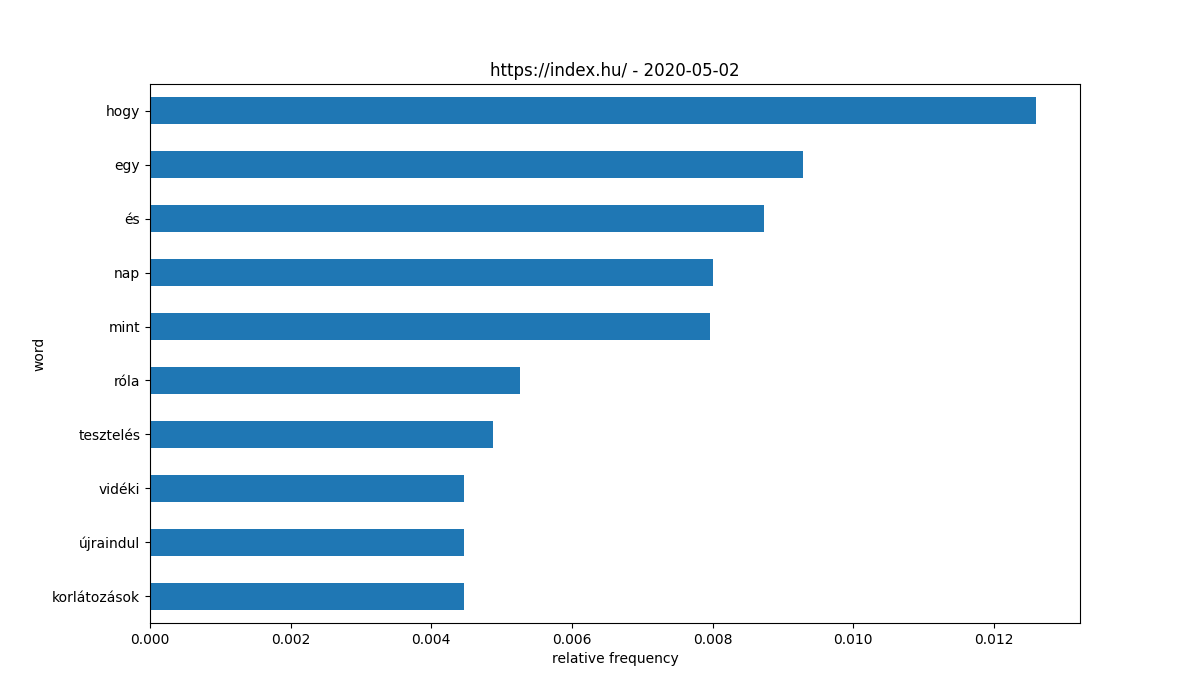 https://index.hu/ - 2020-05-02
hogy
egy
és
nap
mint
róla
tesztelés
vidéki
újraindul
korlátozások
word
0.000 0.002 0.004 0.006 0.008 0.010 0.012
relative frequency